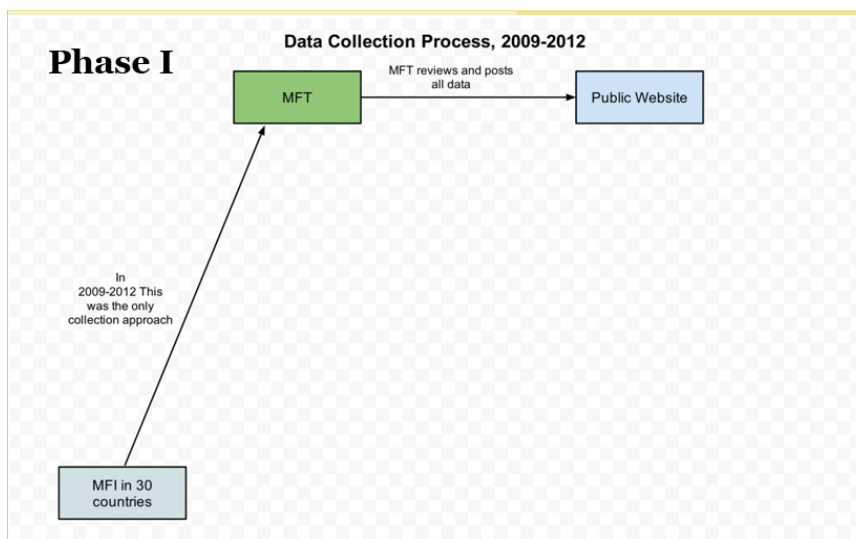 Phase I
Data Collection Process, 2009-2012
MFT
MFT reviews and posts
all data
Public Website
In
2009-2012 This
was the only
collection approach
MFI in 30
countries